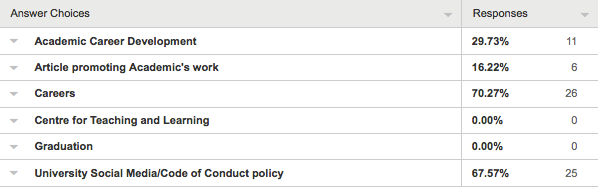 Answer Choices Responses
Academic Career Development 29.73% 11
Article promoting Academic's work 16.22% 6
Careers 70.27% 26
Centre for Teaching and Learning 0.00% 0
Graduation 0.00% 0
University Social Media/Code of Conduct policy 67.57% 25